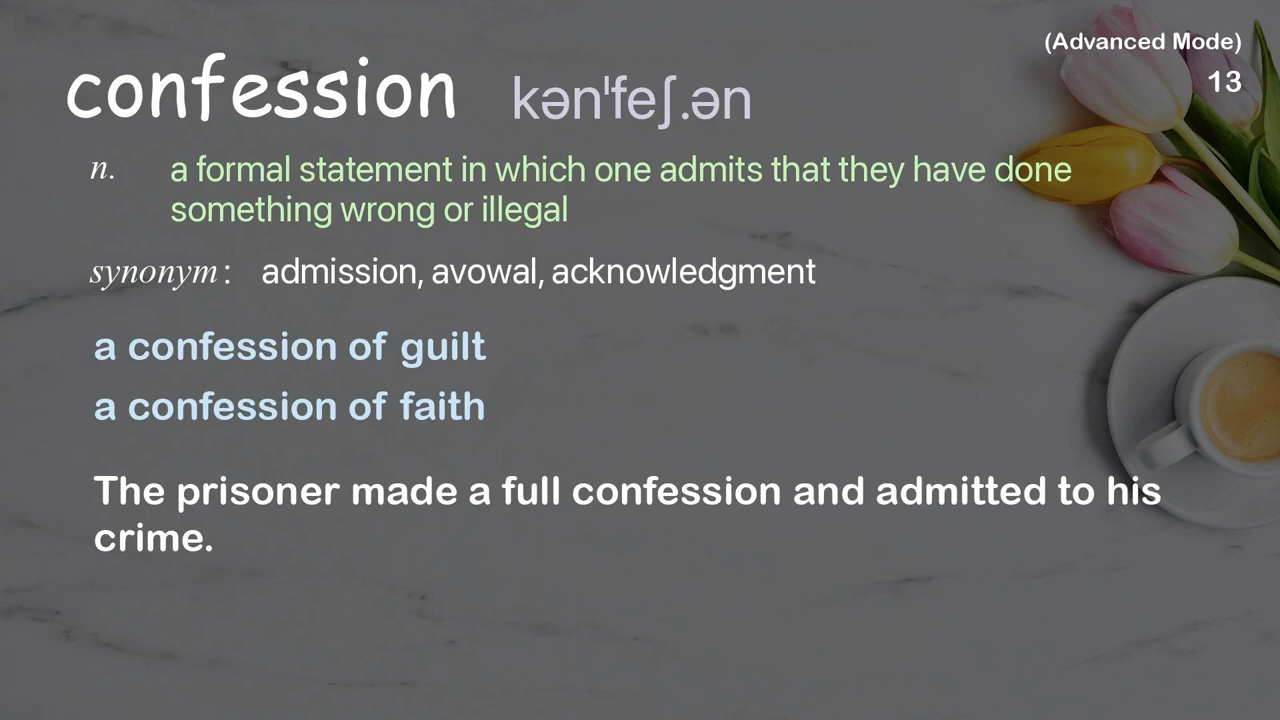 (Advanced Mode)
13
confession kənˈfeʃ.ən
n. a formal statement in which one admits that they have done
something wrong or illegal
synonym: admission, avowal, acknowledgment
a confession of guilt
a confession of faith
The prisoner made a full confession and admitted to his
crime.